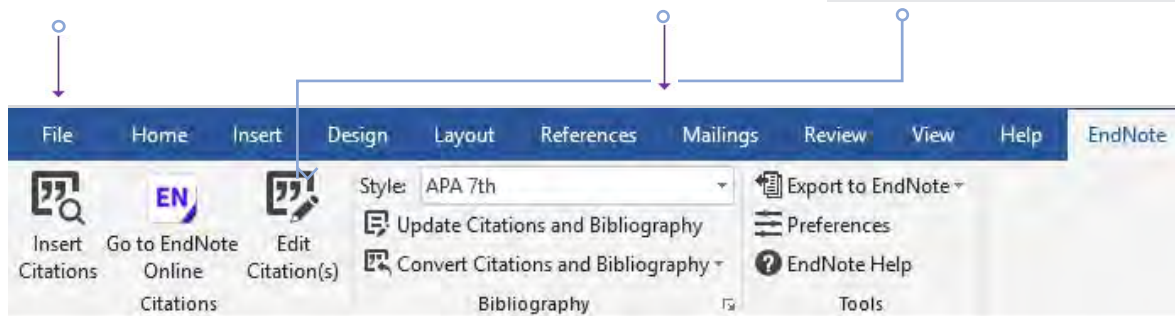 File Home Insert Design Layout References Mailings Review View Help EndNote
EN
Insert Citations
Go to EndNote Online
Edit Citation(s)
Citations
Style: APA 7th
Update Citations and Bibliography
Convert Citations and Bibliography
Bibliography
Export to EndNote
Preferences
EndNote Help
Tools